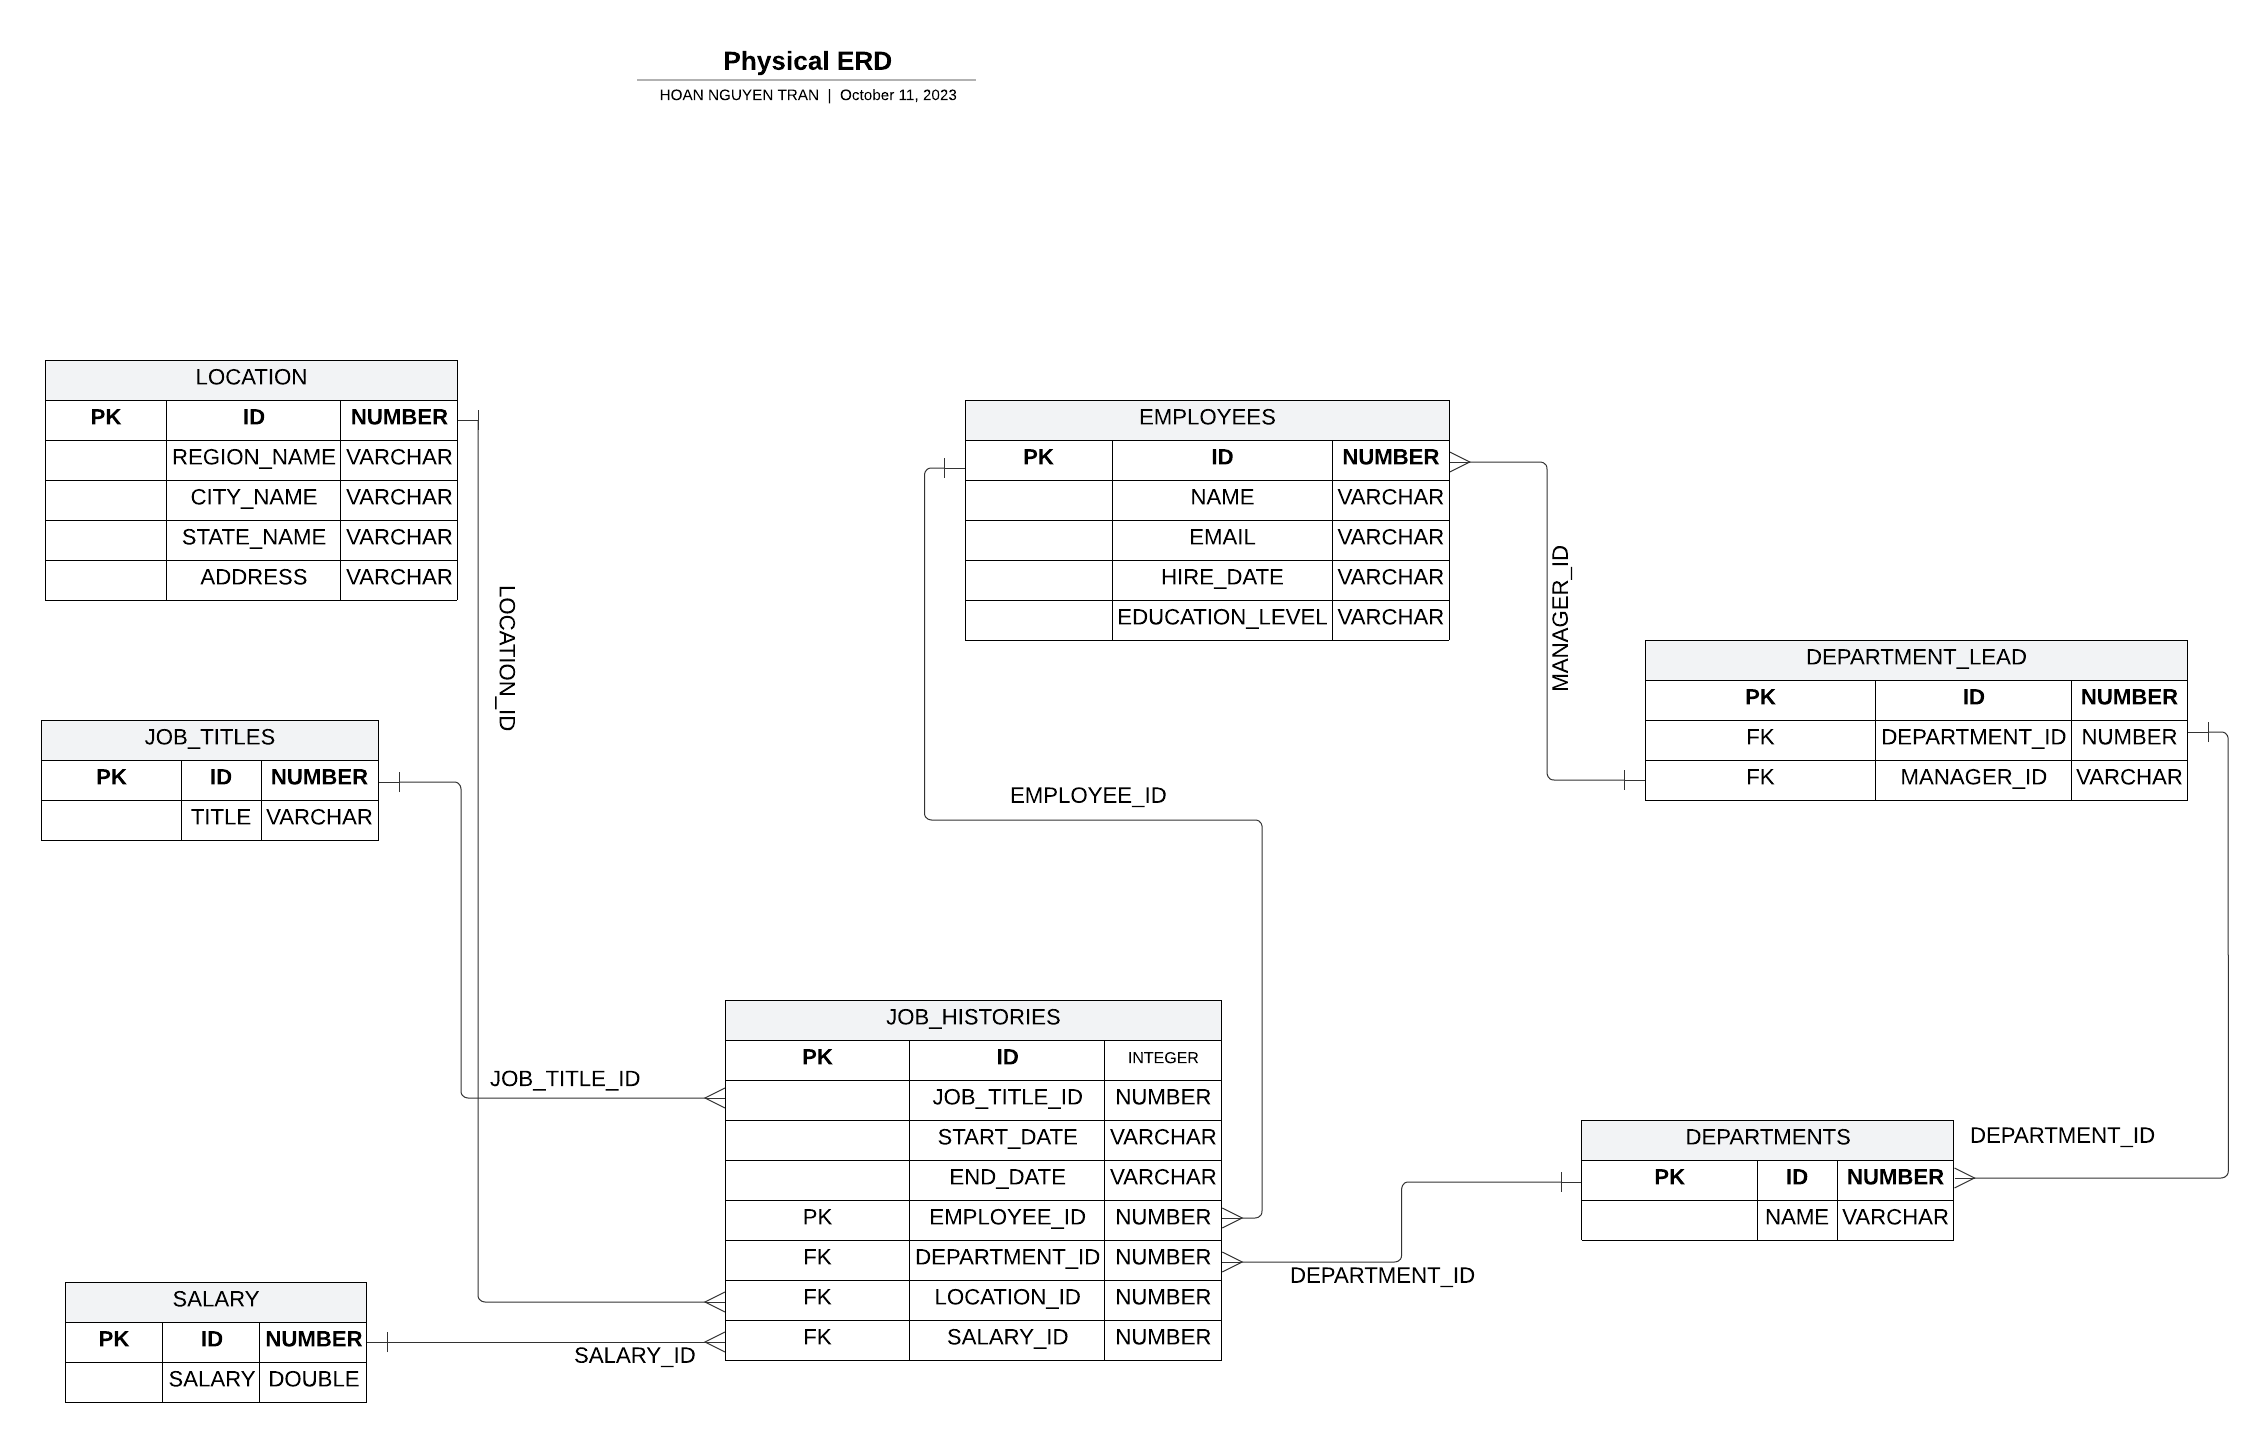 Physical ERD
HOAN NGUYEN TRAN | October 11, 2023
LOCATION
PK ID NUMBER
REGION_NAME VARCHAR
CITY_NAME VARCHAR
STATE_NAME VARCHAR
ADDRESS VARCHAR
LOCATION_ID
EMPLOYEES
PK ID NUMBER
NAME VARCHAR
EMAIL VARCHAR
HIRE_DATE VARCHAR
EDUCATION_LEVEL VARCHAR
MANAGER_ID
DEPARTMENT_LEAD
PK ID NUMBER
FK DEPARTMENT_ID NUMBER
FK MANAGER_ID VARCHAR
JOB_TITLES
PK ID NUMBER
TITLE VARCHAR
EMPLOYEE_ID
JOB_TITLE_ID
JOB_HISTORIES
PK ID INTEGER
JOB_TITLE_ID NUMBER
START_DATE VARCHAR
END_DATE VARCHAR
PK EMPLOYEE_ID NUMBER
FK DEPARTMENT_ID NUMBER
FK LOCATION_ID NUMBER
FK SALARY_ID NUMBER
DEPARTMENT_ID
DEPARTMENTS
PK ID NUMBER
NAME VARCHAR
DEPARTMENT_ID
SALARY
PK ID NUMBER
SALARY DOUBLE
SALARY_ID